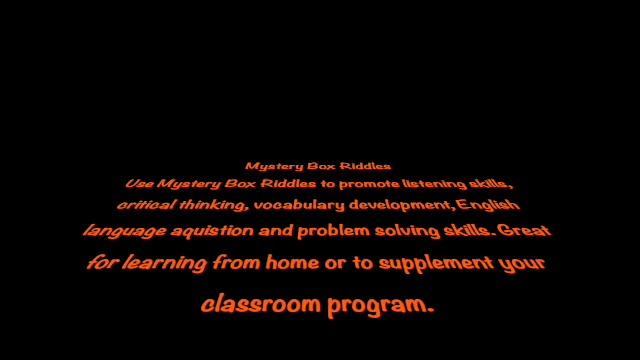 Mystery Box Riddles
Use Mystery Box Riddles to promote listening skills,
critical thinking, vocabulary development, English
language aquistion and problem solving skills. Great
for learning from home or to supplement your
classroom program.